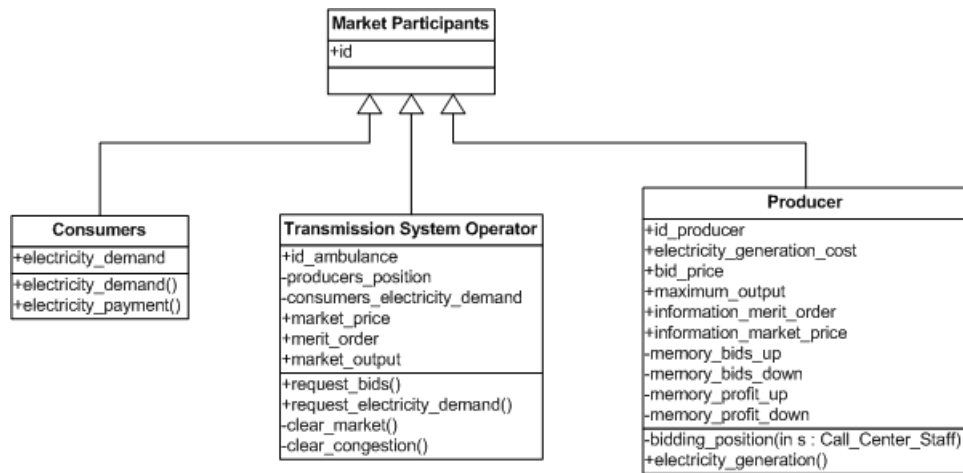 Market Participants
+id
Consumers
+electricity_demand
+electricity_demand()
+electricity_payment()
Transmission System Operator
+id_ambulance
-producers_position
-consumers_electricity_demand
+market_price
+merit_order
+market_output
+request_bids()
+request_electricity_demand()
-clear_market()
-clear_congestion()
Producer
+id_producer
+electricity_generation_cost
+bid_price
+maximum_output
+information_merit_order
+information_market_price
-memory_bids_up
-memory_bids_down
-memory_profit_up
-memory_profit_down
-bidding_position(in s : Call_Center_Staff)
+electricity_generation()